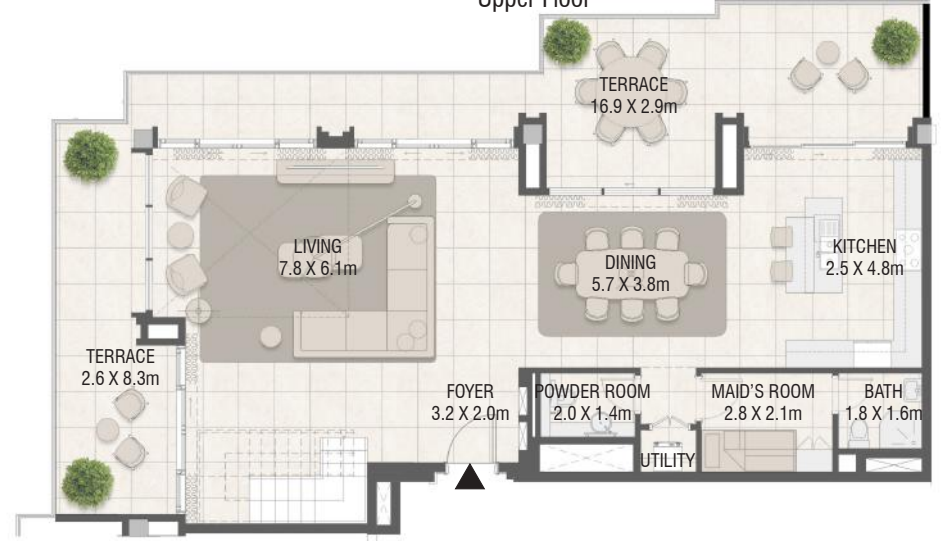 Upper Floor
TERRACE
16.9 X 2.9m
LIVING
7.8 X 6.1m
DINING
5.7 X 3.8m
KITCHEN
2.5 X 4.8m
TERRACE
2.6 X 8.3m
FOYER
3.2 X 2.0m
POWDER ROOM
2.0 X 1.4m
MAID'S ROOM
2.8 X 2.1m
BATH
1.8 X 1.6m
UTILITY